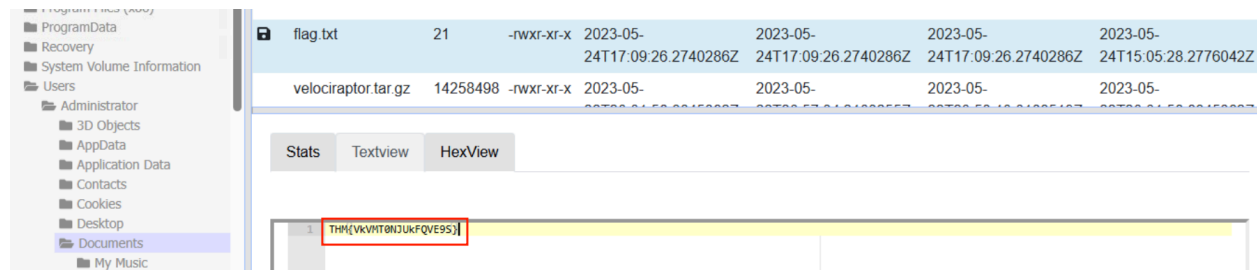 Program Files (x86)
ProgramData
Recovery
System Volume Information
Users
Administrator
3D Objects
AppData
Application Data
Contacts
Cookies
Desktop
Documents
My Music
flag.txt 21 -rwxr-xr-x 2023-05- 2023-05- 2023-05- 2023-05-
24T17:09:26.2740286Z 24T17:09:26.2740286Z 24T17:09:26.2740286Z 24T15:05:28.2776042Z
velociraptor.tar.gz 14258498 -rwxr-xr-x 2023-05- 2023-05- 2023-05- 2023-05-
Stats Textview HexView
1 THM{VkVMT0NJUkFQVE9S}